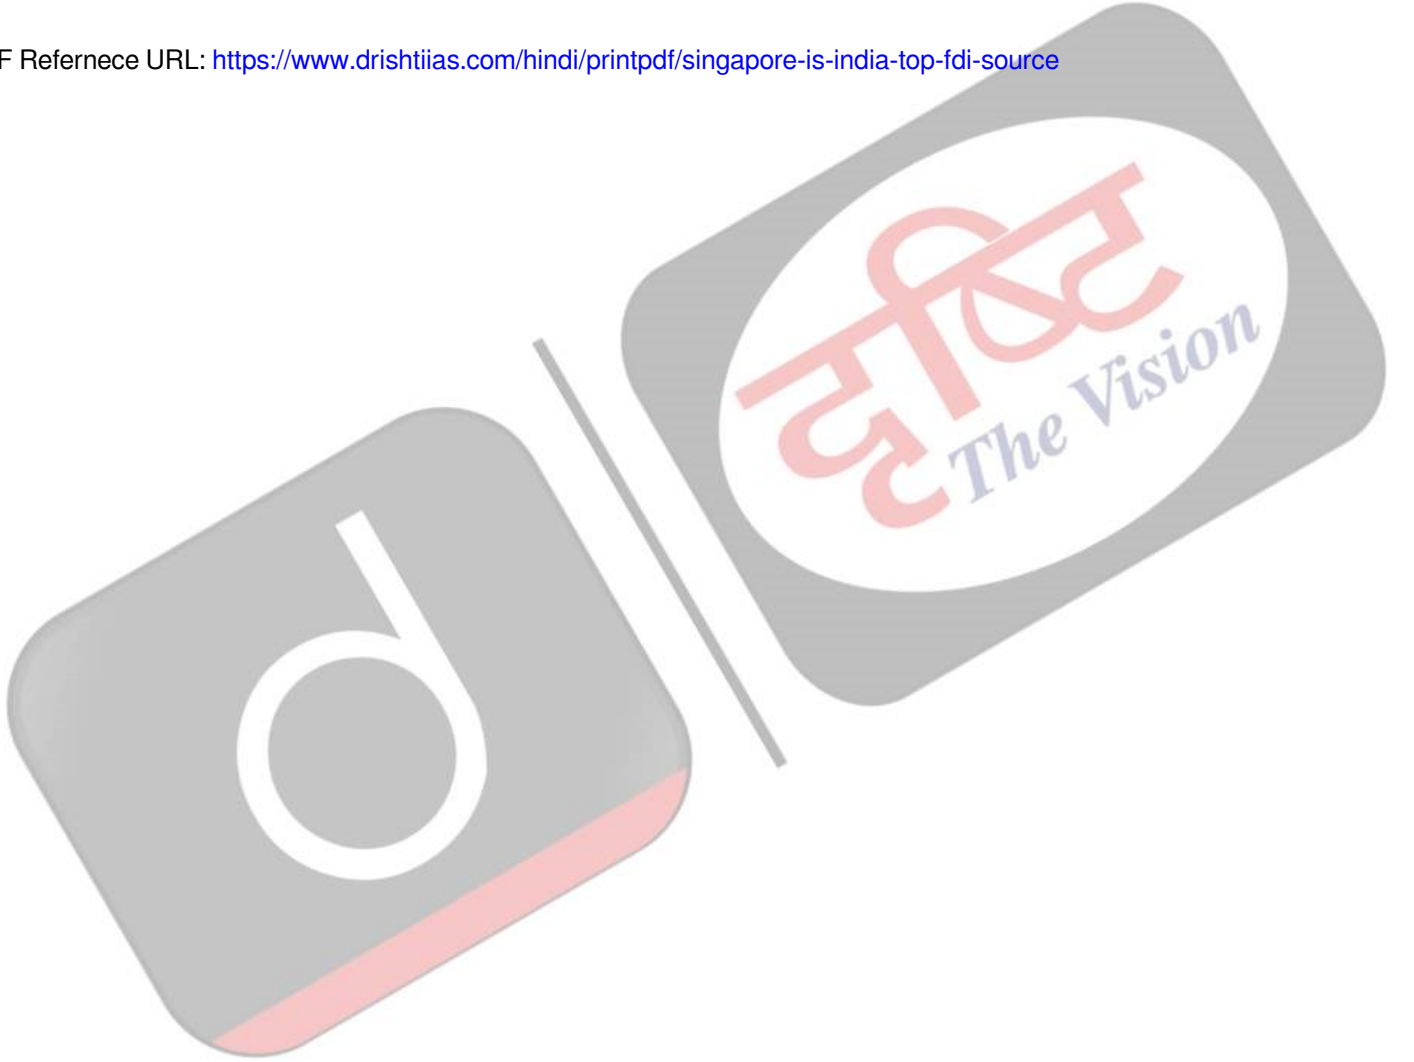 F Refernece URL: https://www.drishtiias.com/hindi/printpdf/singapore-is-india-top-fdi-source
दृष्टि
The Vision
d